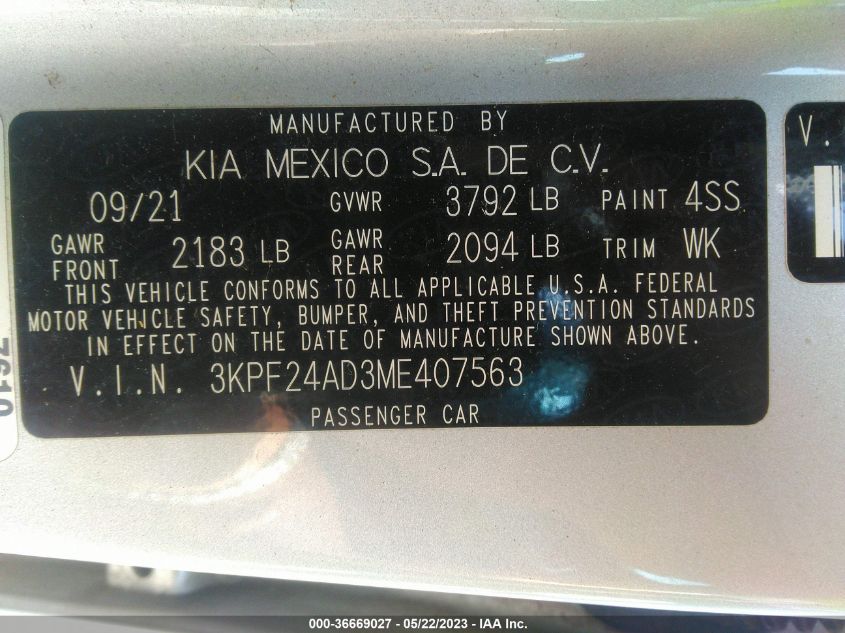 MANUFACTURED BY
KIA MEXICO S.A. DE C.V.
09/21 GVWR 3792 LB PAINT 4SS
GAWR FRONT 2183 LB GAWR REAR 2094 LB TRIM WK
THIS VEHICLE CONFORMS TO ALL APPLICABLE U.S.A. FEDERAL
MOTOR VEHICLE SAFETY, BUMPER, AND THEFT PREVENTION STANDARDS
IN EFFECT ON THE DATE OF MANUFACTURE SHOWN ABOVE.
V.I.N. 3KPF24AD3ME407563
PASSENGER CAR
V.
000-36669027 - 05/22/2023 - IAA Inc.